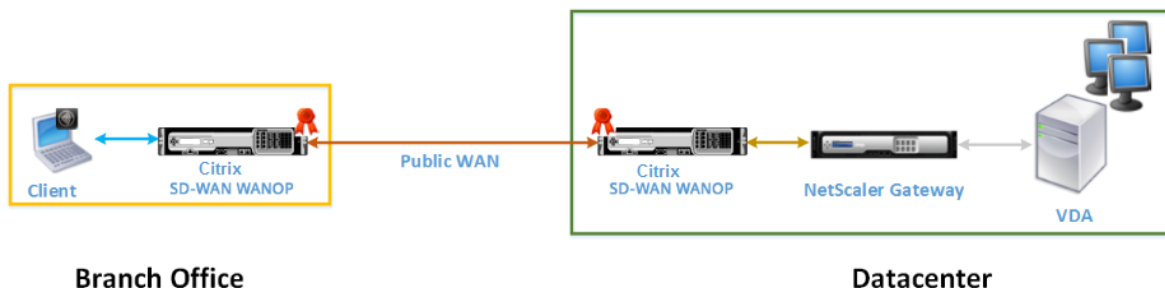 Client
Citrix
SD-WAN WANOP
Public WAN
Citrix
SD-WAN WANOP
NetScaler Gateway
VDA
Branch Office
Datacenter